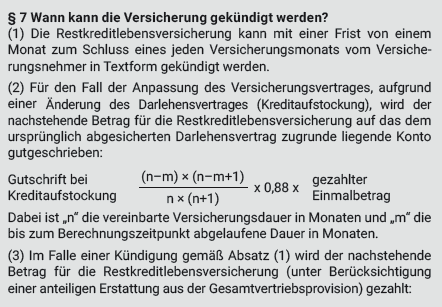 § 7 Wann kann die Versicherung gekündigt werden?
(1) Die Restkreditlebensversicherung kann mit einer Frist von einem
Monat zum Schluss eines jeden Versicherungsmonats vom Versiche-
rungsnehmer in Textform gekündigt werden.
(2) Für den Fall der Anpassung des Versicherungsvertrages, aufgrund
einer Änderung des Darlehensvertrages (Kreditaufstockung), wird der
nachstehende Betrag für die Restkreditlebensversicherung auf das dem
ursprünglich abgesicherten Darlehensvertrag zugrunde liegende Konto
gutgeschrieben:
Gutschrift bei
Kreditaufstockung
(n–m) × (n–m+1)
n × (n+1)
x 0,88 x
gezahlter
Einmalbetrag
Dabei ist „n" die vereinbarte Versicherungsdauer in Monaten und „m" die
bis zum Berechnungszeitpunkt abgelaufene Dauer in Monaten.
(3) Im Falle einer Kündigung gemäß Absatz (1) wird der nachstehende
Betrag für die Restkreditlebensversicherung (unter Berücksichtigung
einer anteiligen Erstattung aus der Gesamtvertriebsprovision) gezahlt: